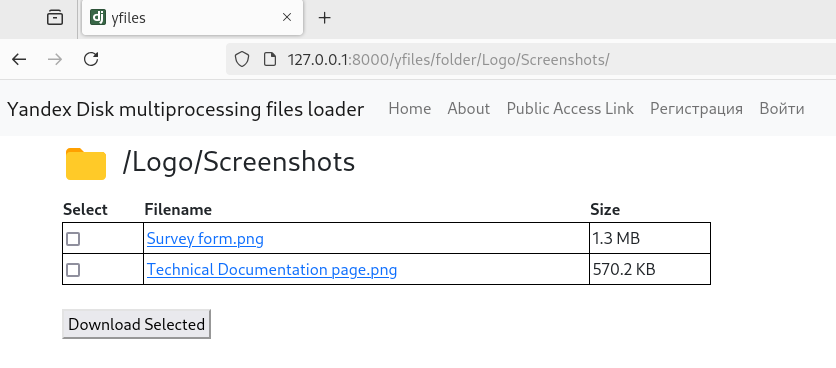 dj yfiles
127.0.0.1:8000/yfiles/folder/Logo/Screenshots/
Yandex Disk multiprocessing files loader Home About Public Access Link Регистрация Войти
/Logo/Screenshots
Select Filename Size
Survey form.png 1.3 MB
Technical Documentation page.png 570.2 KB
Download Selected